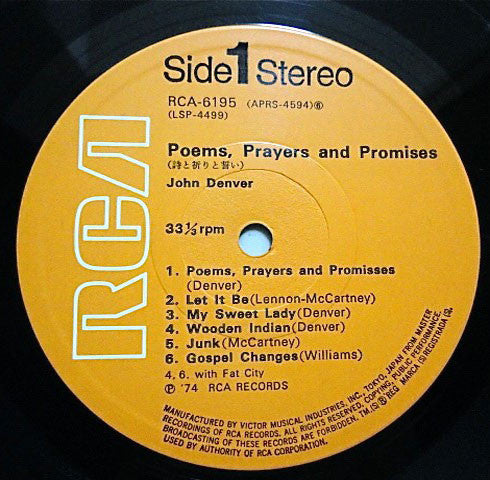 RCA
Side 1 Stereo
RCA-6195 (APRS-4594)⑥
(LSP-4499)
Poems, Prayers and Promises
(詩と祈りと誓い)
John Denver
33⅓ rpm
1. Poems, Prayers and Promisses
(Denver)
2. Let It Be(Lennon-McCartney)
3. My Sweet Lady(Denver)
4. Wooden Indian(Denver)
5. Junk(McCartney)
6. Gospel Changes(Williams)
4, 6. with Fat City
Ⓟ '74 RCA RECORDS
MANUFACTURED BY VICTOR MUSICAL INDUSTRIES, INC. TOKYO, JAPAN FROM MASTER
RECORDINGS OF RCA RECORDS. ALL RIGHTS RESERVED, COPYING, PUBLIC PERFORMANCE,
BROADCASTING OF THESE RECORDS ARE FORBIDDEN, TM.Ⓢ Ⓡ REG MARCA Ⓢ REGISTRADA Ⓢ,
USED BY AUTHORITY OF RCA CORPORATION.